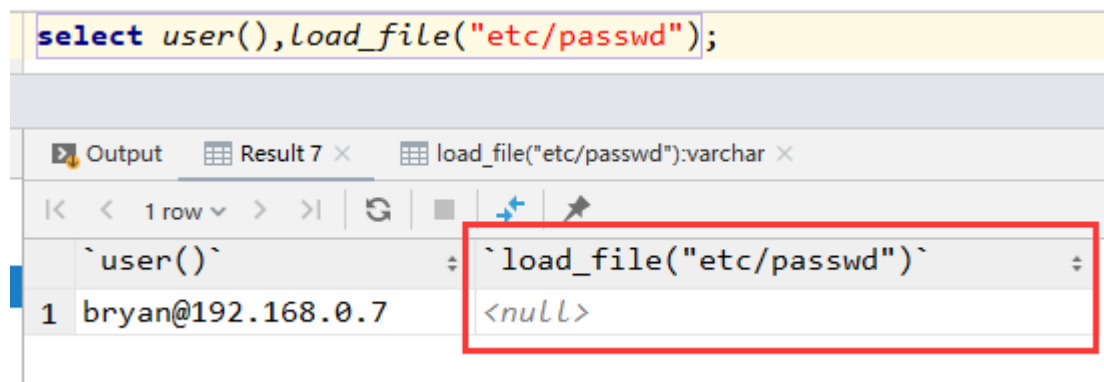 select user(),load_file("etc/passwd");
Output Result 7 × load_file("etc/passwd"):varchar ×
1 row
`user()` `load_file("etc/passwd")`
1 bryan@192.168.0.7 <null>